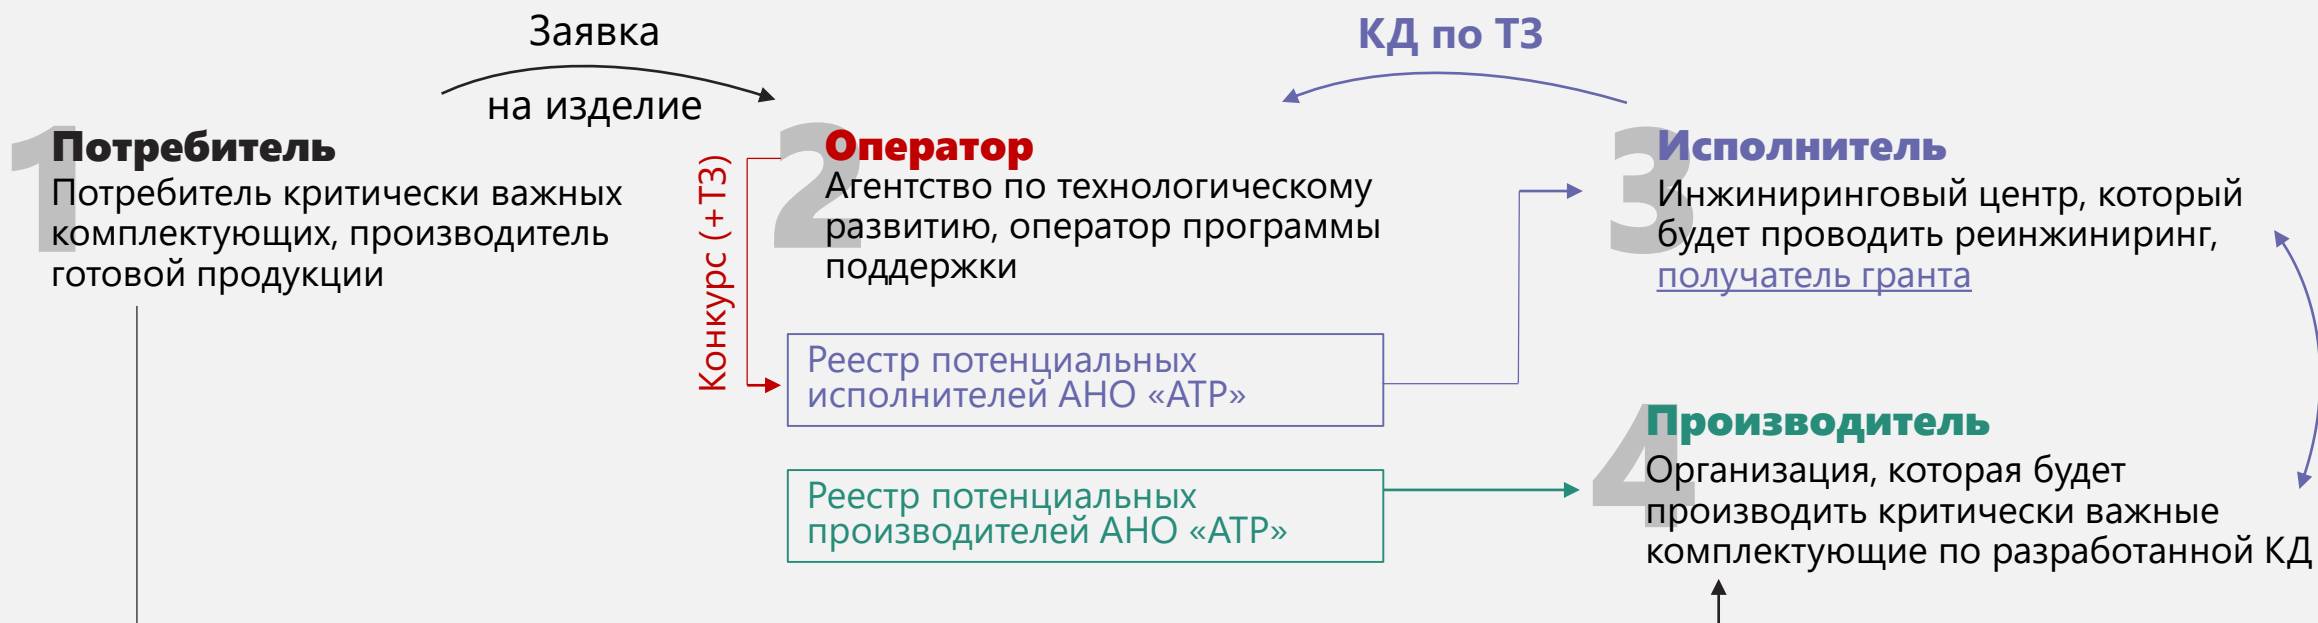 Заявка
на изделие
КД по ТЗ
1
Потребитель
Потребитель критически важных
комплектующих, производитель
готовой продукции
Конкурс (+ТЗ)
2
Оператор
Агентство по технологическому
развитию, оператор программы
поддержки
3
Исполнитель
Инжиниринговый центр, который
будет проводить реинжиниринг,
получатель гранта
Реестр потенциальных
исполнителей АНО «АТР»
Реестр потенциальных
производителей АНО «АТР»
4
Производитель
Организация, которая будет
производить критически важные
комплектующие по разработанной КД